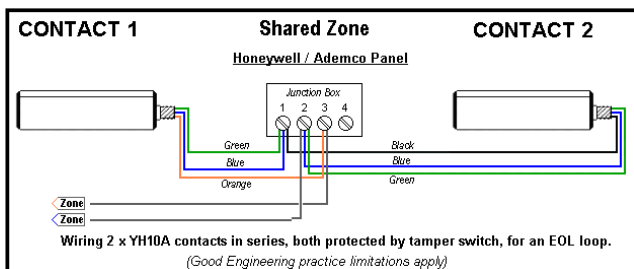 CONTACT 1
Shared Zone
CONTACT 2
Honeywell / Ademco Panel
Junction Box
1 2 3 4
Green
Blue
Orange
Black
Blue
Green
Zone
Zone
Wiring 2 x YH10A contacts in series, both protected by tamper switch, for an EOL loop.
(Good Engineering practice limitations apply)